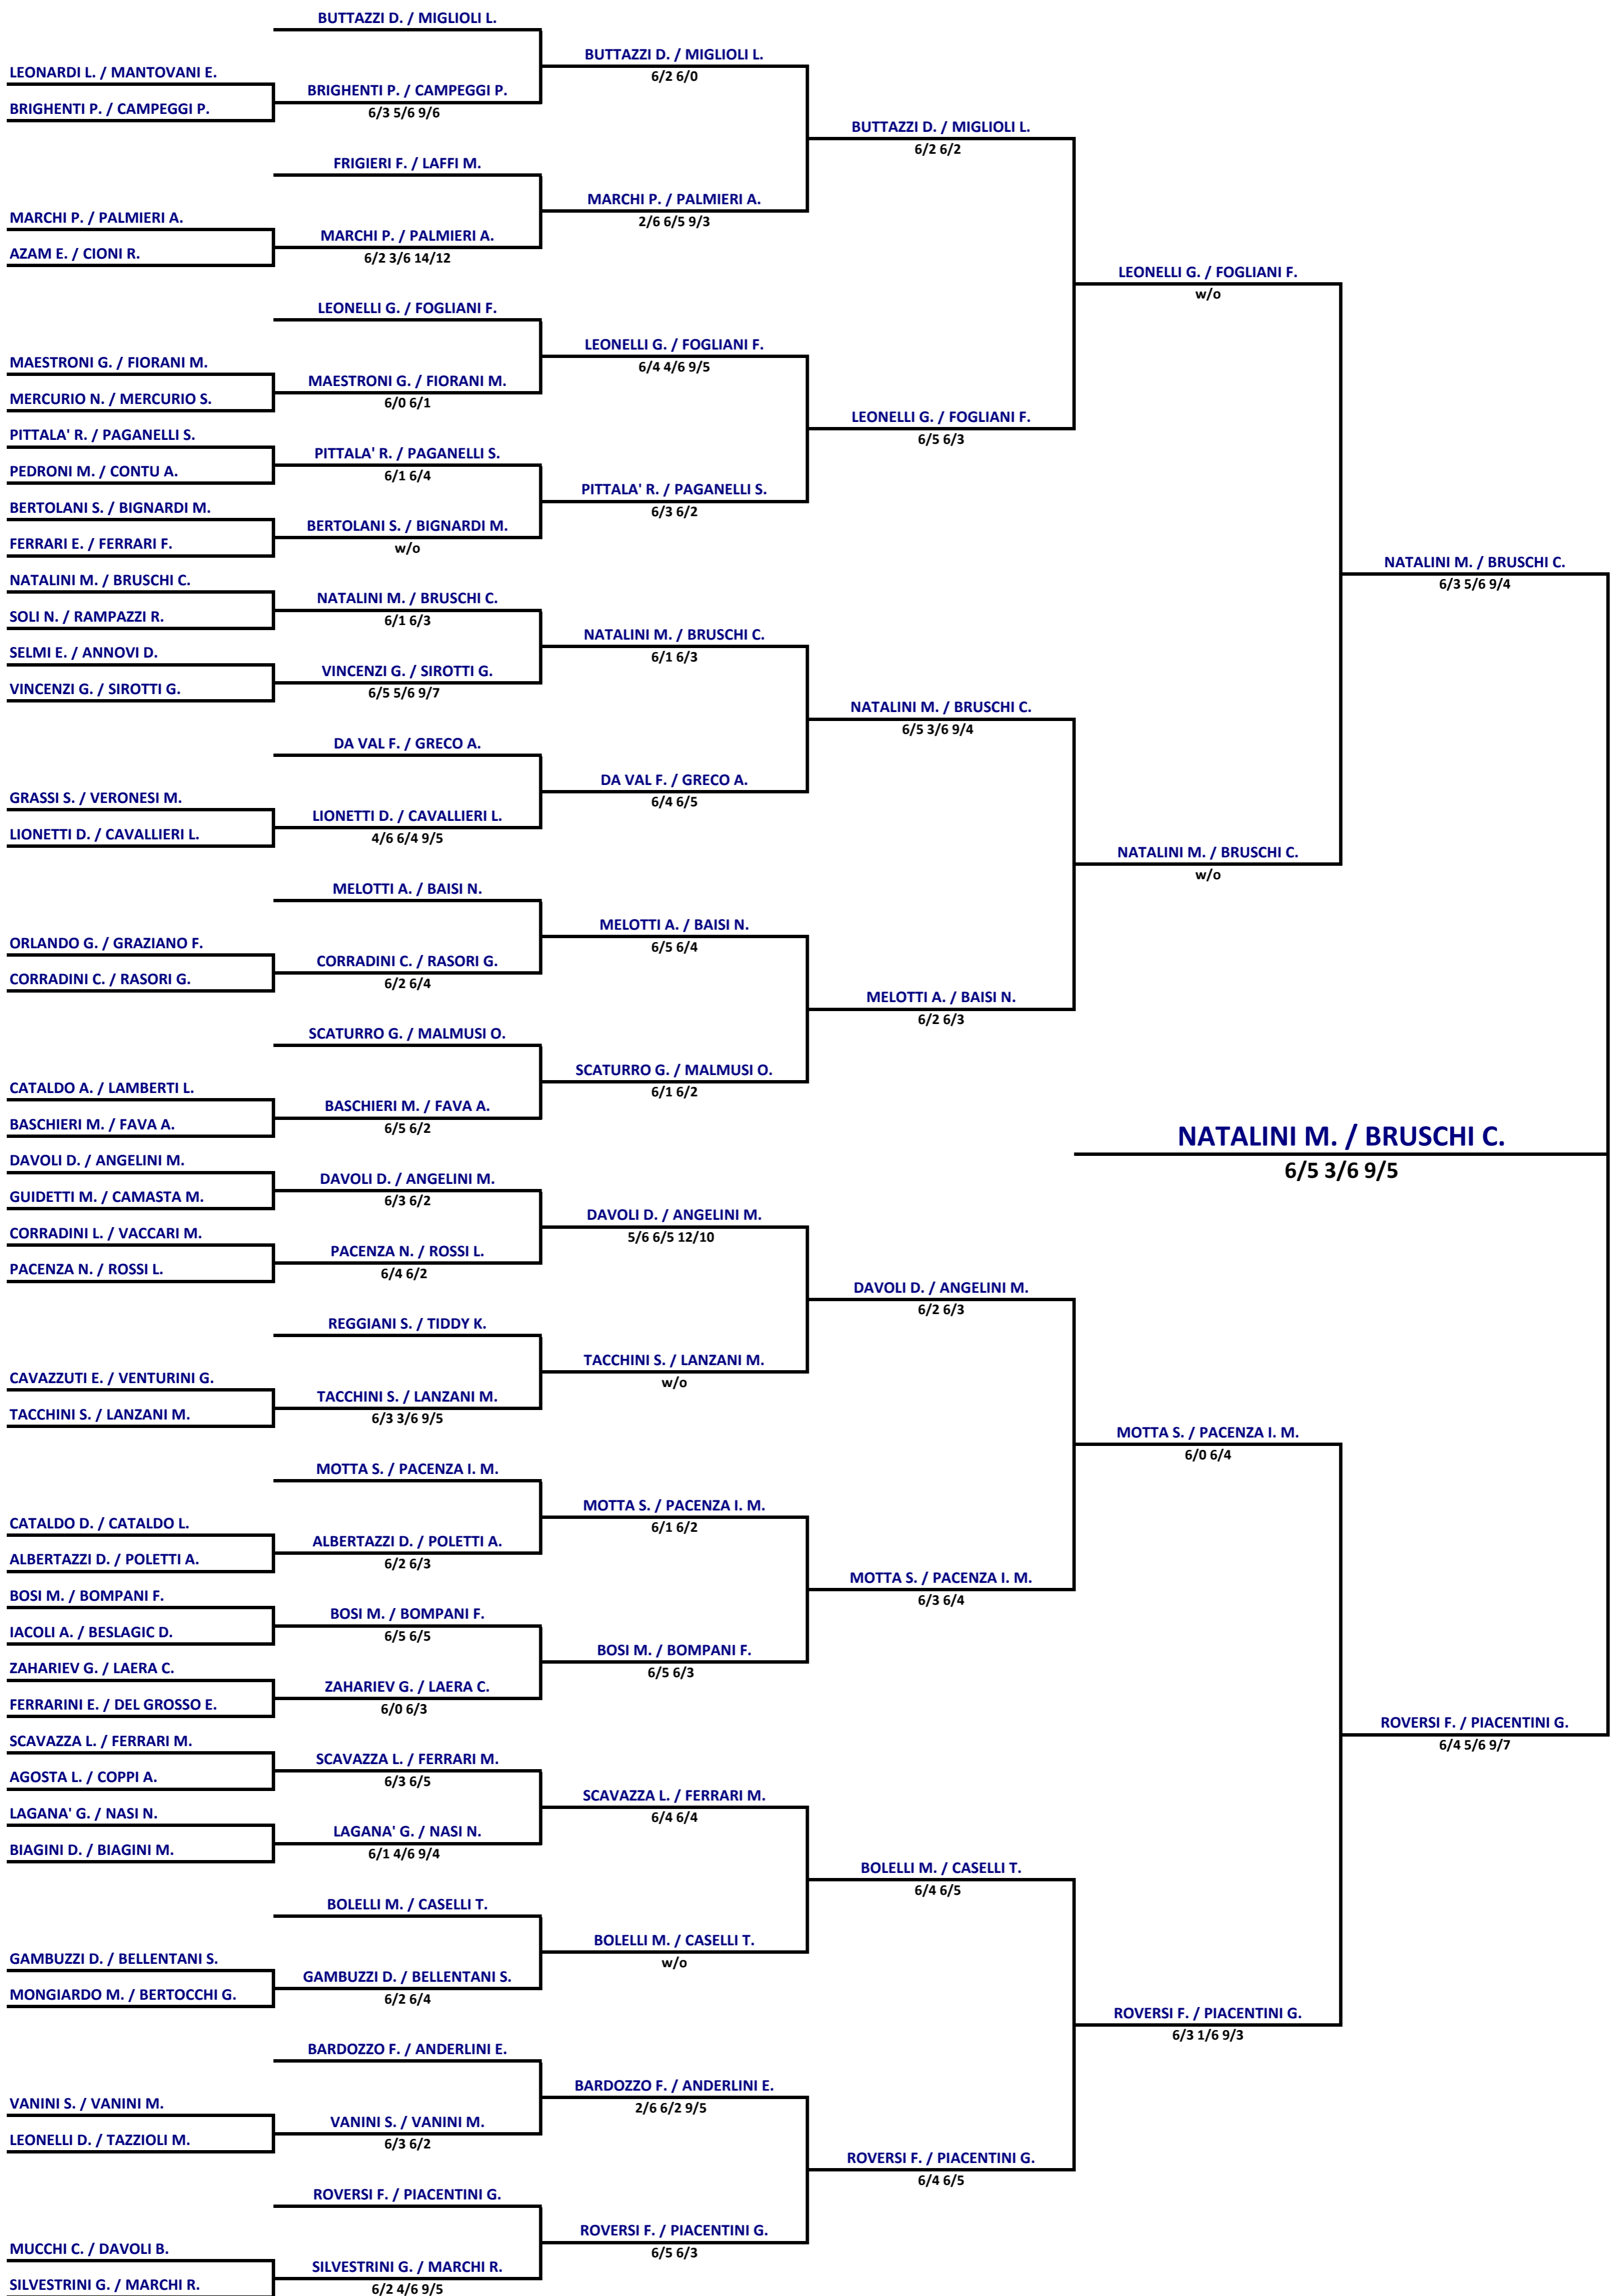 BUTTAZZI D. / MIGLIOLI L.
BUTTAZZI D. / MIGLIOLI L.
6/2 6/0
LEONARDI L. / MANTOVANI E.
BRIGHENTI P. / CAMPEGGI P.
BRIGHENTI P. / CAMPEGGI P.
6/3 5/6 9/6
BUTTAZZI D. / MIGLIOLI L.
6/2 6/2
FRIGIERI F. / LAFFI M.
MARCHI P. / PALMIERI A.
2/6 6/5 9/3
MARCHI P. / PALMIERI A.
MARCHI P. / PALMIERI A.
6/2 3/6 14/12
AZAM E. / CIONI R.
LEONELLI G. / FOGLIANI F.
w/o
LEONELLI G. / FOGLIANI F.
LEONELLI G. / FOGLIANI F.
6/4 4/6 9/5
MAESTRONI G. / FIORANI M.
MAESTRONI G. / FIORANI M.
6/0 6/1
MERCURIO N. / MERCURIO S.
LEONELLI G. / FOGLIANI F.
6/5 6/3
PITTALA' R. / PAGANELLI S.
PITTALA' R. / PAGANELLI S.
6/1 6/4
PEDRONI M. / CONTU A.
PITTALA' R. / PAGANELLI S.
6/3 6/2
BERTOLANI S. / BIGNARDI M.
BERTOLANI S. / BIGNARDI M.
w/o
FERRARI E. / FERRARI F.
NATALINI M. / BRUSCHI C.
6/3 5/6 9/4
NATALINI M. / BRUSCHI C.
NATALINI M. / BRUSCHI C.
6/1 6/3
SOLI N. / RAMPAZZI R.
NATALINI M. / BRUSCHI C.
6/1 6/3
SELMI E. / ANNOVI D.
VINCENZI G. / SIROTTI G.
6/5 5/6 9/7
VINCENZI G. / SIROTTI G.
NATALINI M. / BRUSCHI C.
6/5 3/6 9/4
DA VAL F. / GRECO A.
DA VAL F. / GRECO A.
6/4 6/5
GRASSI S. / VERONESI M.
LIONETTI D. / CAVALLIERI L.
4/6 6/4 9/5
LIONETTI D. / CAVALLIERI L.
NATALINI M. / BRUSCHI C.
w/o
MELOTTI A. / BAISI N.
MELOTTI A. / BAISI N.
6/5 6/4
ORLANDO G. / GRAZIANO F.
CORRADINI C. / RASORI G.
6/2 6/4
CORRADINI C. / RASORI G.
MELOTTI A. / BAISI N.
6/2 6/3
SCATURRO G. / MALMUSI O.
SCATURRO G. / MALMUSI O.
6/1 6/2
CATALDO A. / LAMBERTI L.
BASCHIERI M. / FAVA A.
6/5 6/2
BASCHIERI M. / FAVA A.
NATALINI M. / BRUSCHI C.
6/5 3/6 9/5
DAVOLI D. / ANGELINI M.
DAVOLI D. / ANGELINI M.
6/3 6/2
GUIDETTI M. / CAMASTA M.
DAVOLI D. / ANGELINI M.
5/6 6/5 12/10
CORRADINI L. / VACCARI M.
PACENZA N. / ROSSI L.
6/4 6/2
PACENZA N. / ROSSI L.
DAVOLI D. / ANGELINI M.
6/2 6/3
REGGIANI S. / TIDDY K.
TACCHINI S. / LANZANI M.
w/o
CAVAZZUTI E. / VENTURINI G.
TACCHINI S. / LANZANI M.
6/3 3/6 9/5
TACCHINI S. / LANZANI M.
MOTTA S. / PACENZA I. M.
6/0 6/4
MOTTA S. / PACENZA I. M.
MOTTA S. / PACENZA I. M.
6/1 6/2
CATALDO D. / CATALDO L.
ALBERTAZZI D. / POLETTI A.
6/2 6/3
ALBERTAZZI D. / POLETTI A.
MOTTA S. / PACENZA I. M.
6/3 6/4
BOSI M. / BOMPANI F.
BOSI M. / BOMPANI F.
6/5 6/5
IACOLI A. / BESLAGIC D.
BOSI M. / BOMPANI F.
6/5 6/3
ZAHARIEV G. / LAERA C.
ZAHARIEV G. / LAERA C.
6/0 6/3
FERRARINI E. / DEL GROSSO E.
ROVERSI F. / PIACENTINI G.
6/4 5/6 9/7
SCAVAZZA L. / FERRARI M.
SCAVAZZA L. / FERRARI M.
6/3 6/5
AGOSTA L. / COPPI A.
SCAVAZZA L. / FERRARI M.
6/4 6/4
LAGANA' G. / NASI N.
LAGANA' G. / NASI N.
6/1 4/6 9/4
BIAGINI D. / BIAGINI M.
BOLELLI M. / CASELLI T.
6/4 6/5
BOLELLI M. / CASELLI T.
BOLELLI M. / CASELLI T.
w/o
GAMBUZZI D. / BELLENTANI S.
GAMBUZZI D. / BELLENTANI S.
6/2 6/4
MONGIARDO M. / BERTOCCHI G.
ROVERSI F. / PIACENTINI G.
6/3 1/6 9/3
BARDOZZO F. / ANDERLINI E.
BARDOZZO F. / ANDERLINI E.
2/6 6/2 9/5
VANINI S. / VANINI M.
VANINI S. / VANINI M.
6/3 6/2
LEONELLI D. / TAZZIOLI M.
ROVERSI F. / PIACENTINI G.
6/4 6/5
ROVERSI F. / PIACENTINI G.
ROVERSI F. / PIACENTINI G.
6/5 6/3
MUCCHI C. / DAVOLI B.
SILVESTRINI G. / MARCHI R.
6/2 4/6 9/5
SILVESTRINI G. / MARCHI R.